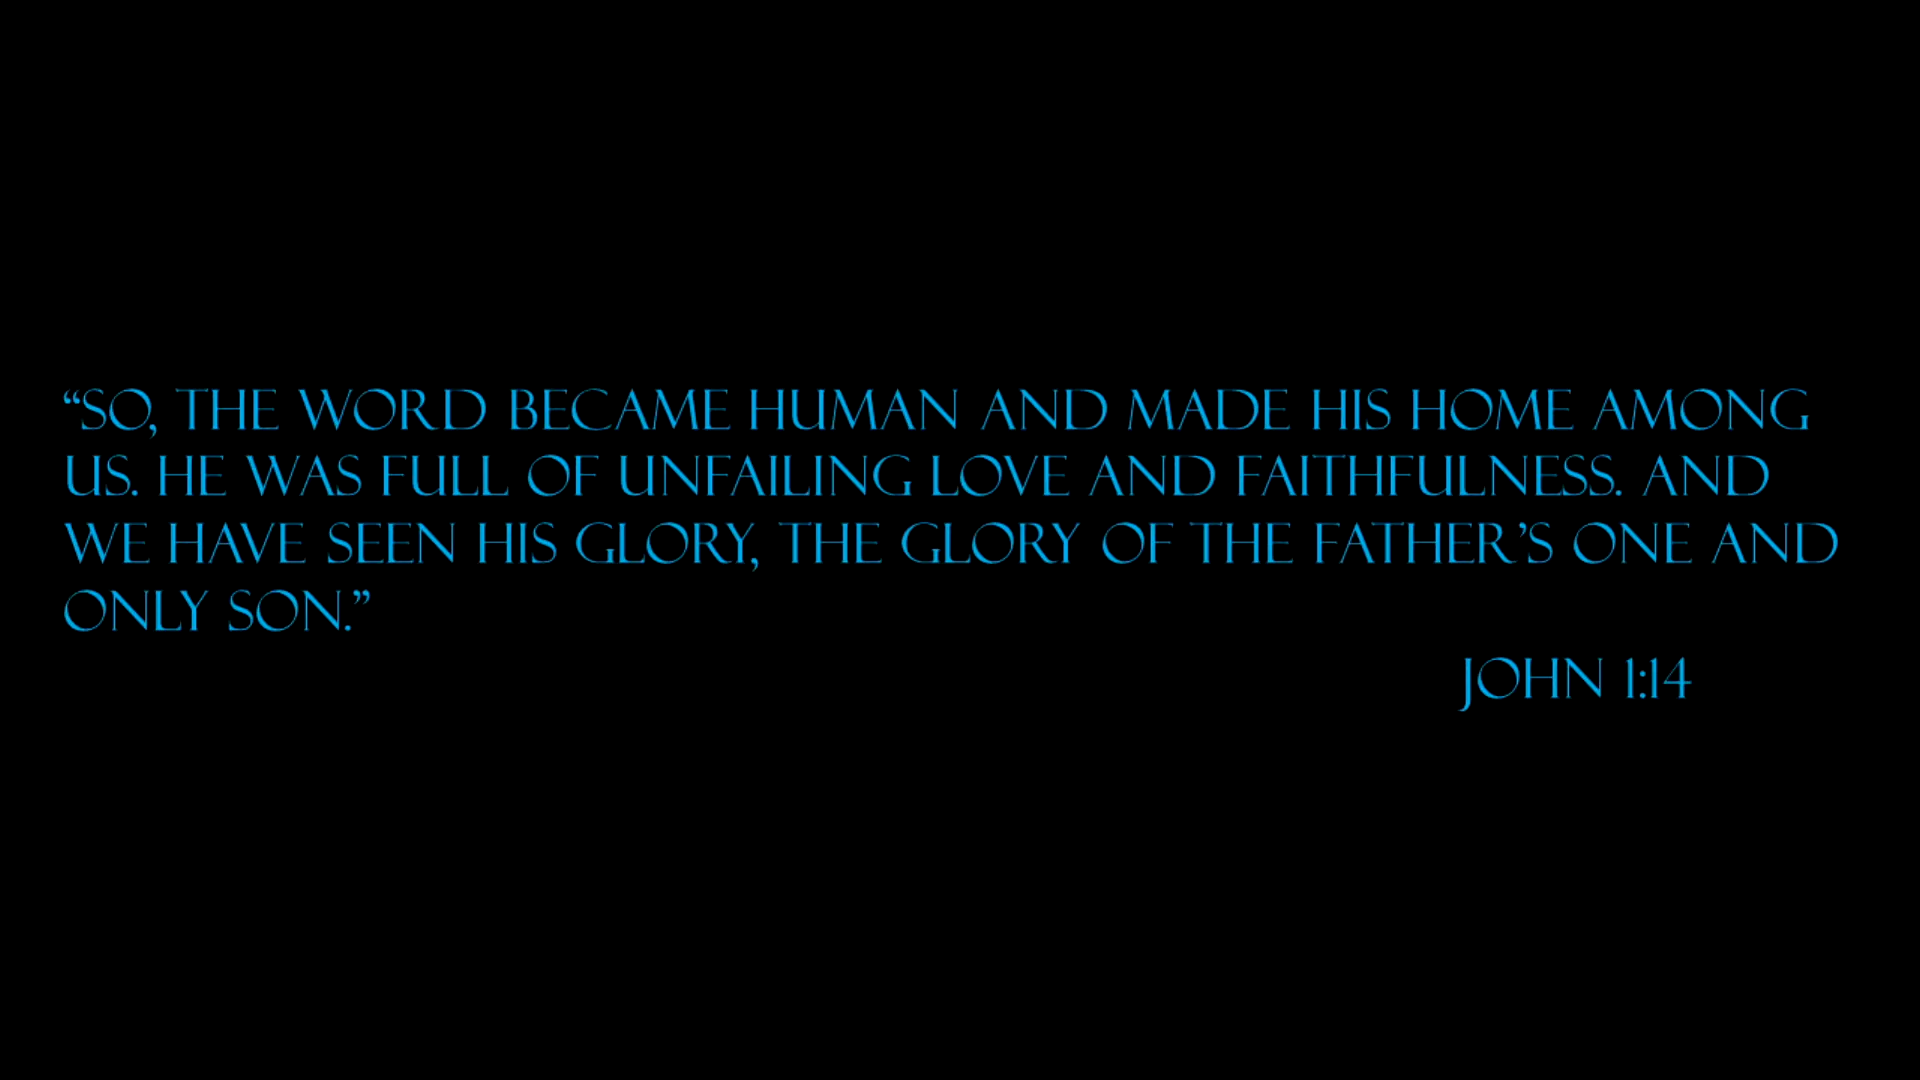 “SO, THE WORD BECAME HUMAN AND MADE HIS HOME AMONG
US. HE WAS FULL OF UNFAILING LOVE AND FAITHFULNESS. AND
WE HAVE SEEN HIS GLORY, THE GLORY OF THE FATHER’S ONE AND
ONLY SON.”
JOHN 1:14